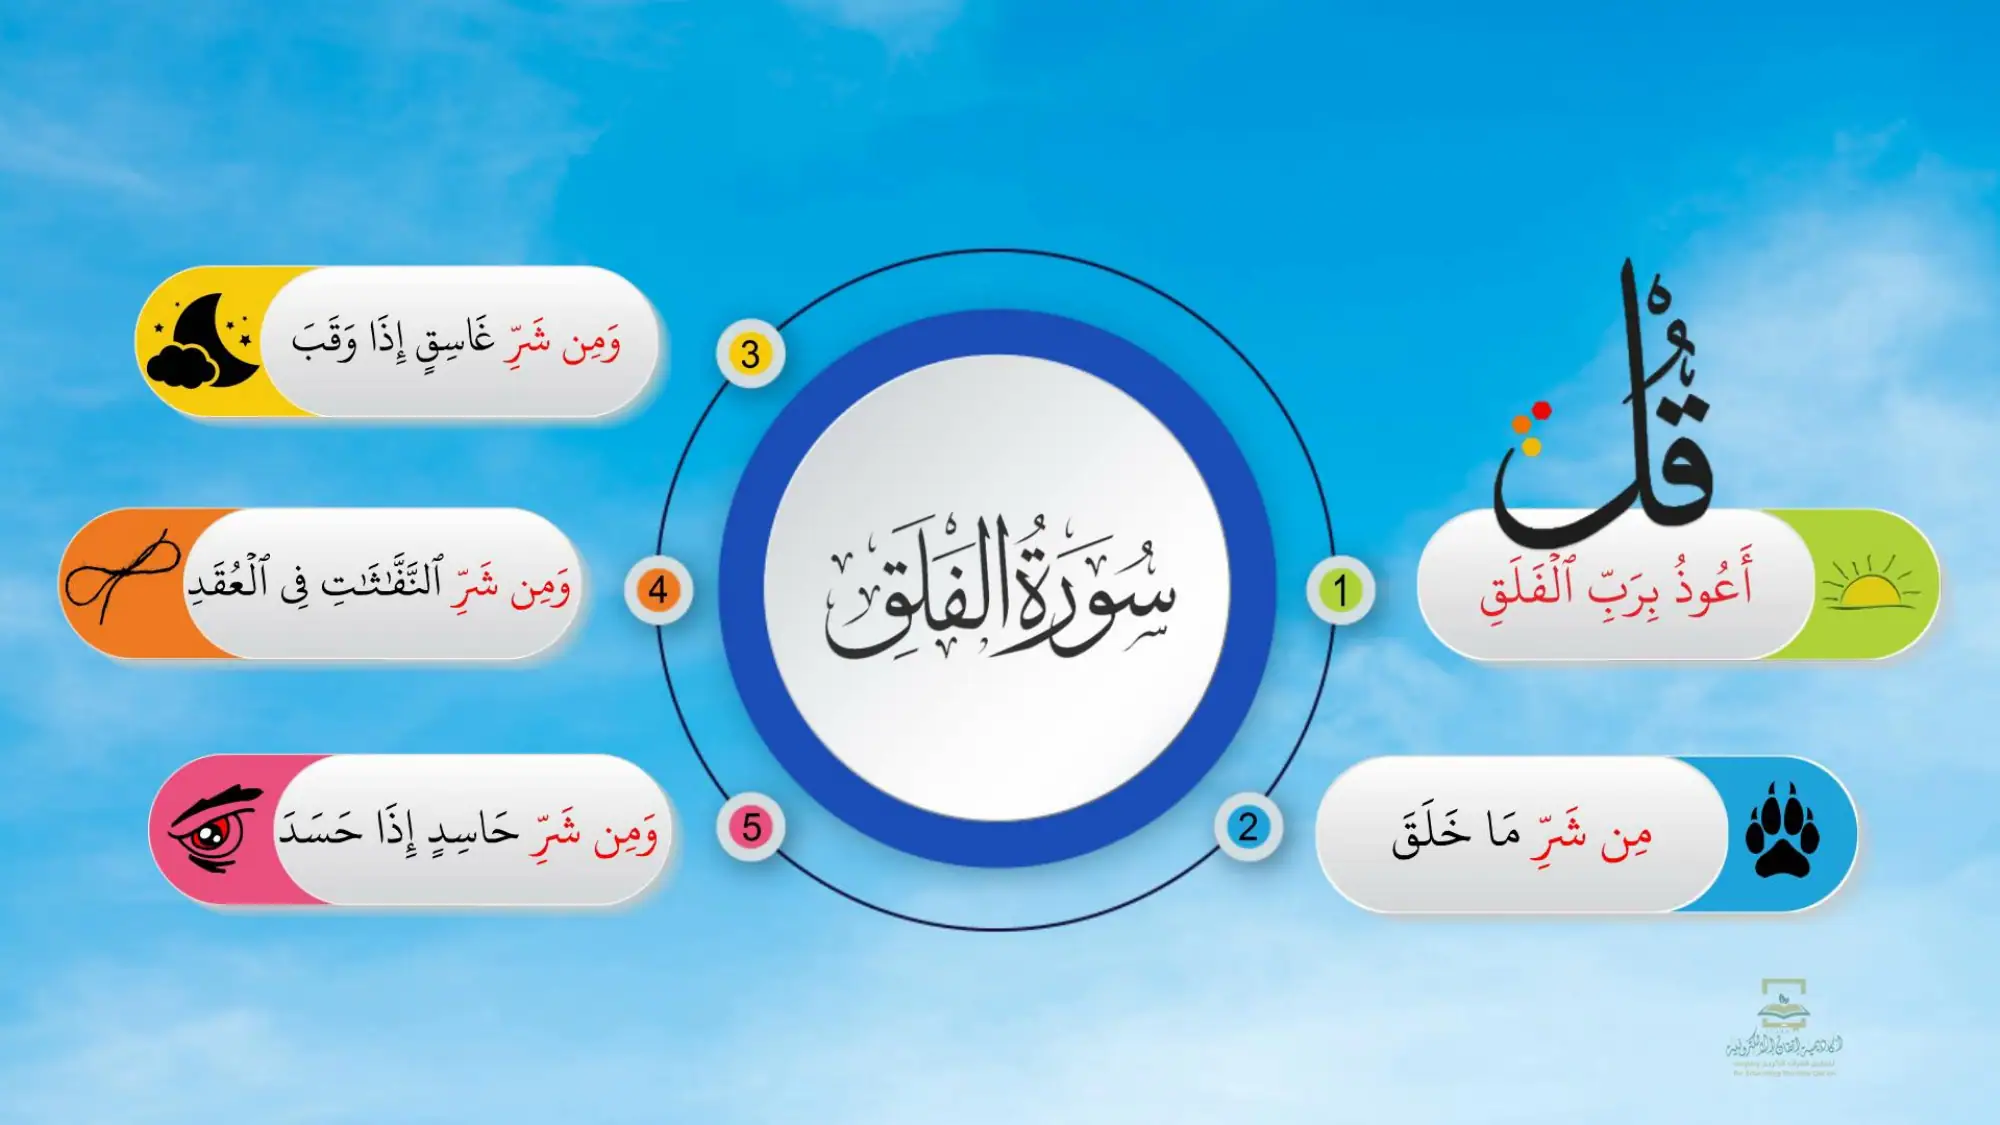 سُورَةُ الفَلَقِ
قُلْ
أَعُوذُ بِرَبِّ ٱلْفَلَقِ
1
مِن شَرِّ مَا خَلَقَ
2
وَمِن شَرِّ غَاسِقٍ إِذَا وَقَبَ
3
وَمِن شَرِّ ٱلنَّفَّـٰثَـٰتِ فِى ٱلْعُقَدِ
4
وَمِن شَرِّ حَاسِدٍ إِذَا حَسَدَ
5